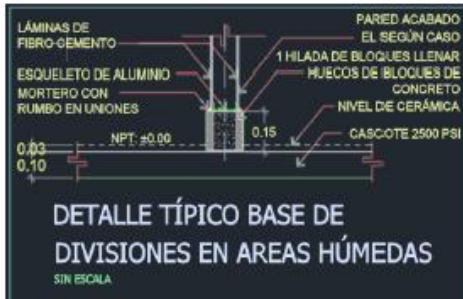 LÁMINAS DE
FIBRO CEMENTO
ESQUELETO DE ALUMINIO
MORTERO CON
RUMBO EN UNIONES
NPT: ±0.00
0.03
0.10
PARED ACABADO
EL SEGÚN CASO
1 HILADA DE BLOQUES LLENAR
HUECOS DE BLOQUES DE
CONCRETO
0.15
NIVEL DE CERÁMICA
CASCOTE 2500 PSI
DETALLE TÍPICO BASE DE
DIVISIONES EN AREAS HÚMEDAS
SIN ESCALA